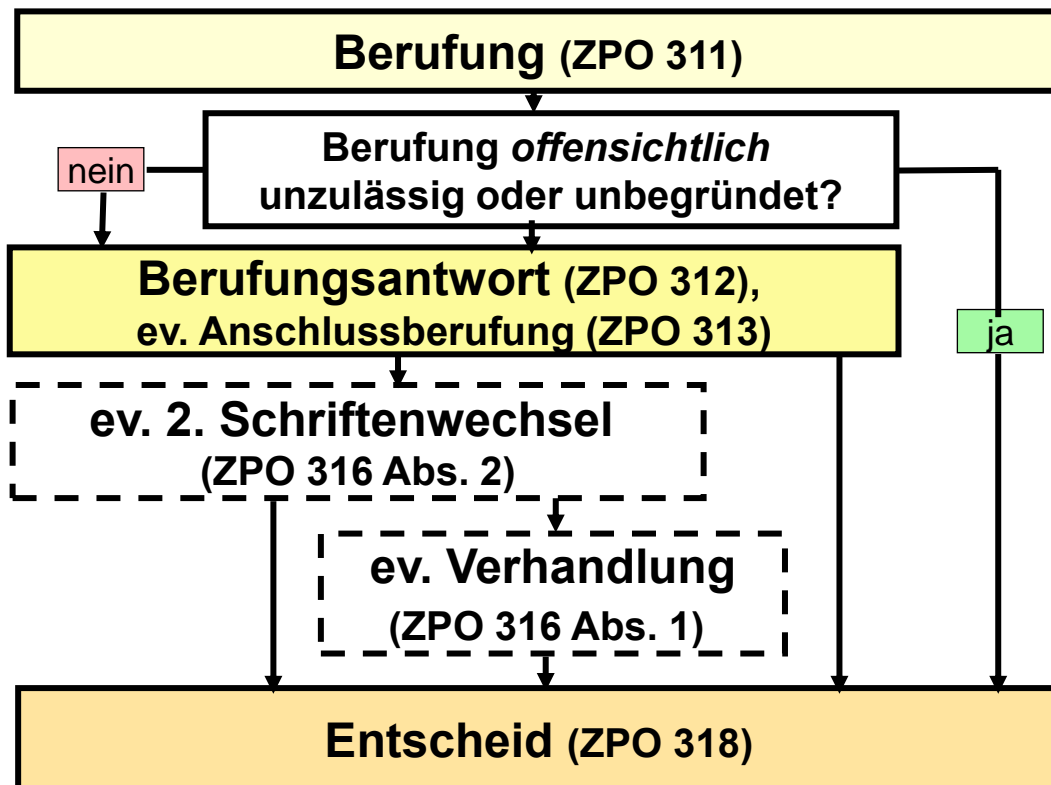 Berufung (ZPO 311)
Berufung offensichtlich
unzulässig oder unbegründet?
nein
Berufungsantwort (ZPO 312),
ev. Anschlussberufung (ZPO 313)
ja
ev. 2. Schriftenwechsel
(ZPO 316 Abs. 2)
ev. Verhandlung
(ZPO 316 Abs. 1)
Entscheid (ZPO 318)